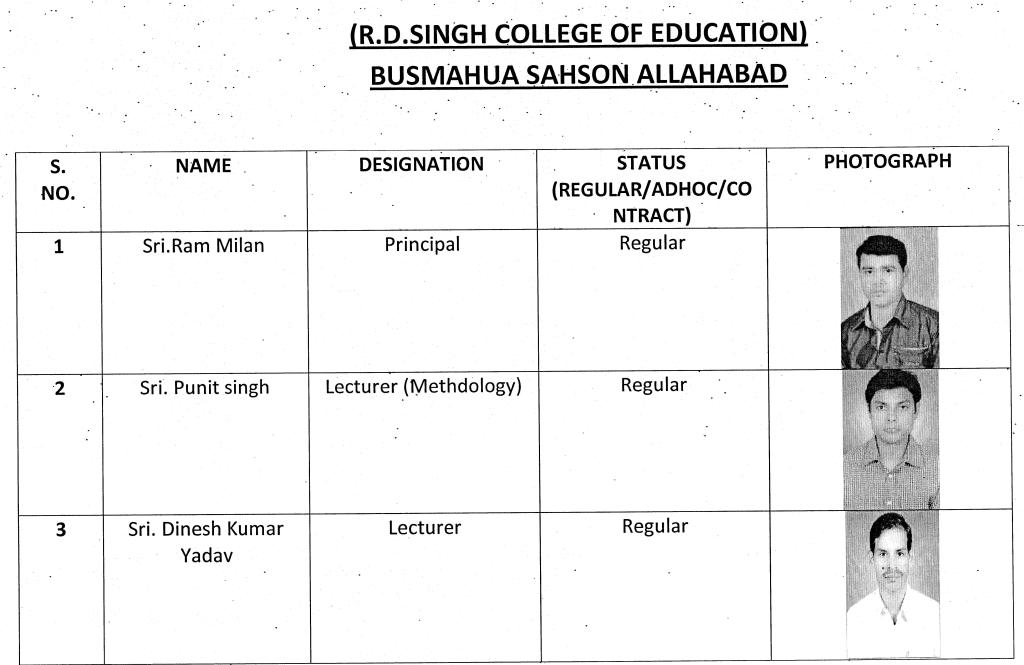 (R.D.SINGH COLLEGE OF EDUCATION)
BUSMAHUA SAHSON ALLAHABAD
S. NO. NAME DESIGNATION STATUS (REGULAR/ADHOC/CONTRACT) PHOTOGRAPH
1 Sri.Ram Milan Principal Regular
2 Sri. Punit singh Lecturer (Methdology) Regular
3 Sri. Dinesh Kumar Yadav Lecturer Regular